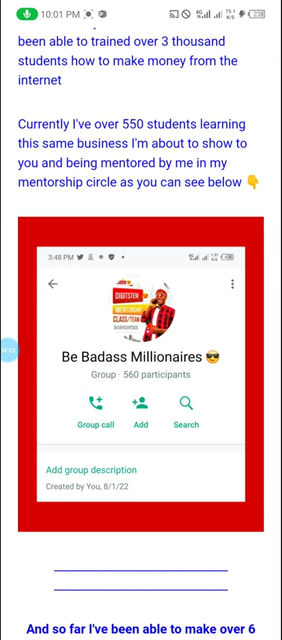 10:01 PM
4G
75.1 K/S
been able to trained over 3 thousand
students how to make money from the
internet
Currently I've over 550 students learning
this same business I'm about to show to
you and being mentored by me in my
mentorship circle as you can see below 👇
3:48 PM
DIGITSTEM
MENTORSHIP
CLASS/TEAM
Be Badass Millionaires 😎
Group · 560 participants
Group call
Add
Search
Add group description
Created by You, 8/1/22
And so far I've been able to make over 6